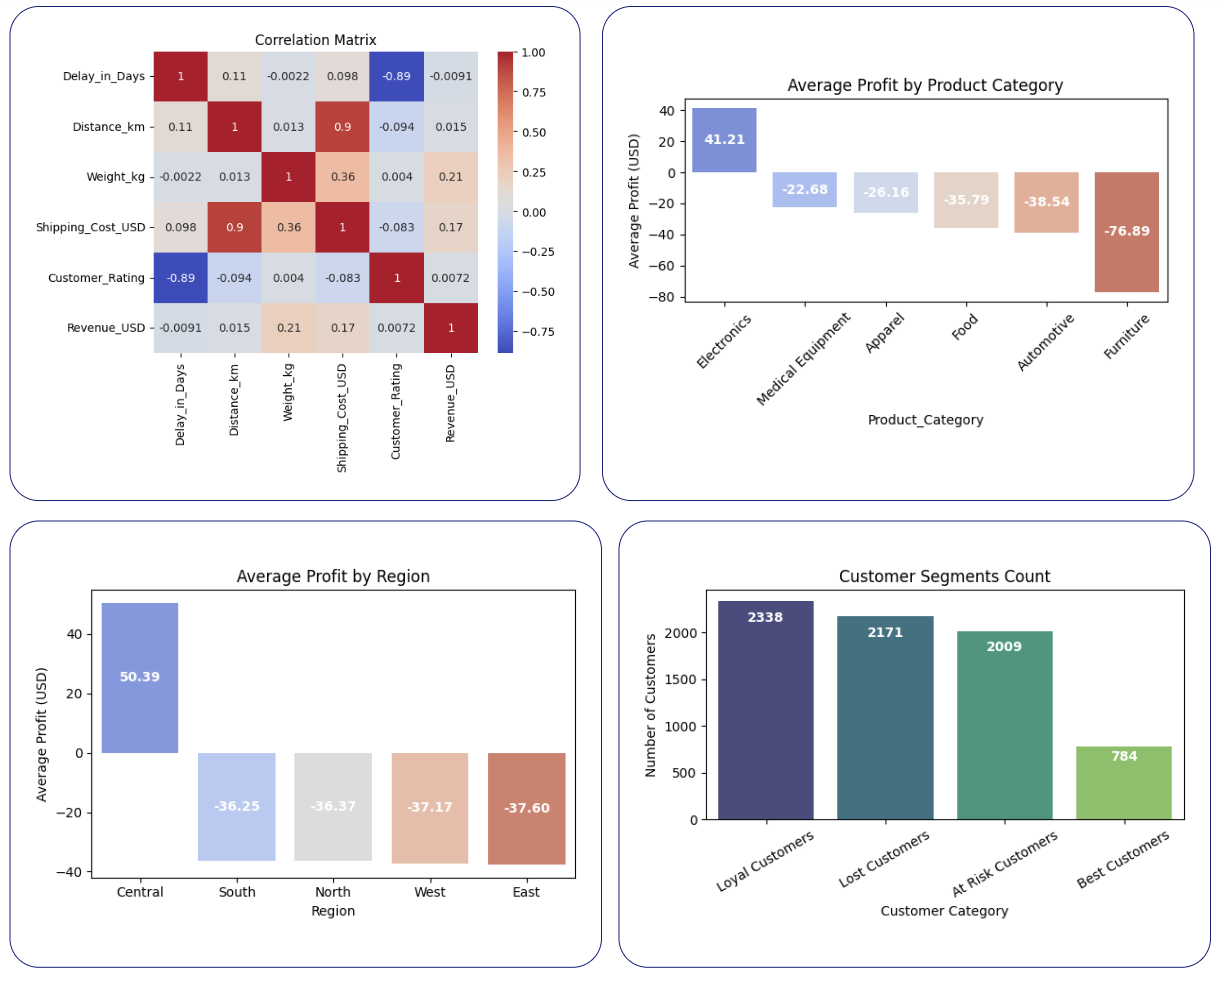 Correlation Matrix
Delay_in_Days 1 0.11 -0.0022 0.098 -0.89 -0.0091
Distance_km 0.11 1 0.013 0.9 -0.094 0.015
Weight_kg -0.0022 0.013 1 0.36 0.004 0.21
Shipping_Cost_USD 0.098 0.9 0.36 1 -0.083 0.17
Customer_Rating -0.89 -0.094 0.004 -0.083 1 0.0072
Revenue_USD -0.0091 0.015 0.21 0.17 0.0072 1
Delay_in_Days
Distance_km
Weight_kg
Shipping_Cost_USD
Customer_Rating
Revenue_USD
1.00
0.75
0.50
0.25
0.00
−0.25
−0.50
−0.75
Average Profit by Product Category
Average Profit (USD)
40
20
0
−20
−40
−60
−80
41.21
-22.68
-26.16
-35.79
-38.54
-76.89
Electronics
Medical Equipment
Apparel
Food
Automotive
Furniture
Product_Category
Average Profit by Region
Average Profit (USD)
40
20
0
−20
−40
50.39
-36.25
-36.37
-37.17
-37.60
Central
South
North
West
East
Region
Customer Segments Count
Number of Customers
2000
1500
1000
500
0
2338
2171
2009
784
Loyal Customers
Lost Customers
At Risk Customers
Best Customers
Customer Category